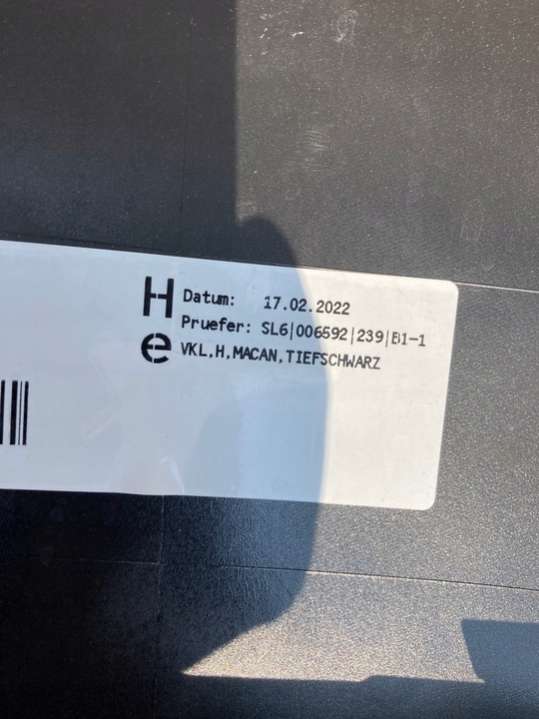 H Datum: 17.02.2022
Pruefer: SL6|006592|239|B1-1
e VKL,H,MACAN,TIEFSCHWARZ